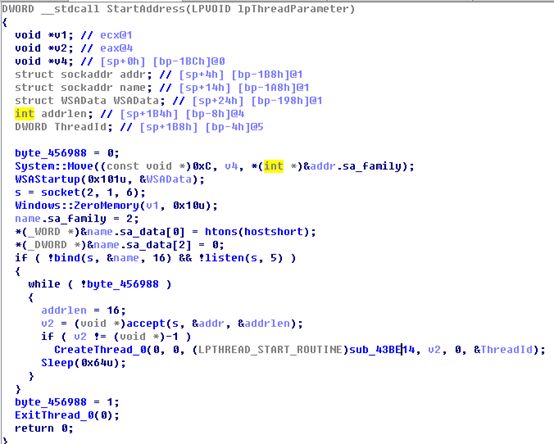 DWORD __stdcall StartAddress(LPVOID lpThreadParameter)
{
  void *v1; // ecx@1
  void *v2; // eax@4
  void *v4; // [sp+0h] [bp-1BCh]@0
  struct sockaddr addr; // [sp+4h] [bp-1B8h]@1
  struct sockaddr name; // [sp+14h] [bp-1A8h]@1
  struct WSAData WSAData; // [sp+24h] [bp-198h]@1
  int addrlen; // [sp+1B4h] [bp-8h]@4
  DWORD ThreadId; // [sp+1B8h] [bp-4h]@5

  byte_456988 = 0;
  System::Move((const void *)0xC, v4, *(int *)&addr.sa_family);
  WSAStartup(0x101u, &WSAData);
  s = socket(2, 1, 6);
  Windows::ZeroMemory(v1, 0x10u);
  name.sa_family = 2;
  *(_WORD *)&name.sa_data[0] = htons(hostshort);
  *(_DWORD *)&name.sa_data[2] = 0;
  if ( !bind(s, &name, 16) && !listen(s, 5) )
  {
    while ( !byte_456988 )
    {
      addrlen = 16;
      v2 = (void *)accept(s, &addr, &addrlen);
      if ( v2 != (void *)-1 )
        CreateThread_0(0, 0, (LPTHREAD_START_ROUTINE)sub_43BE14, v2, 0, &ThreadId);
      Sleep(0x64u);
    }
  }
  byte_456988 = 1;
  ExitThread_0(0);
  return 0;
}